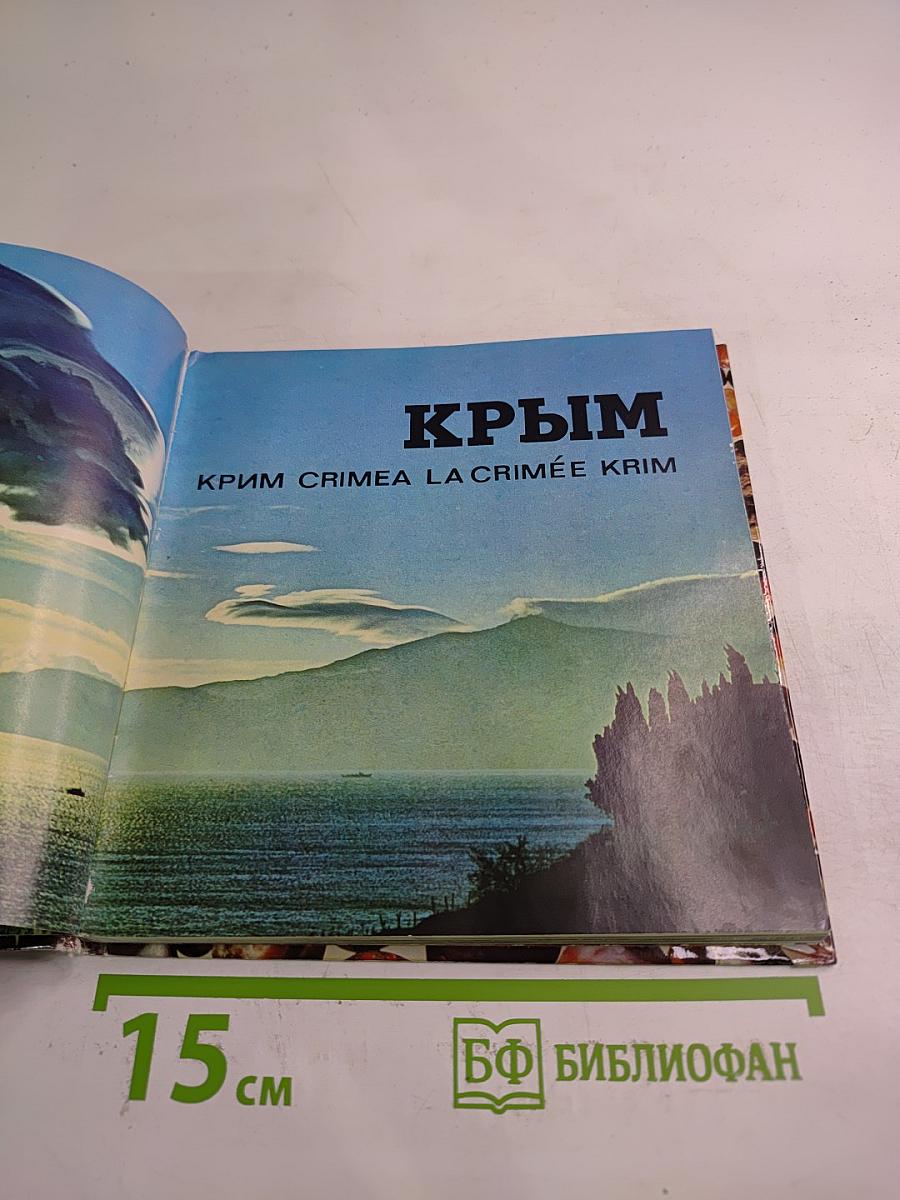 КРЫМ
КРИМ CRIMEA LA CRIMÉE KRIM
15 см
БФ БИБЛИОФАН